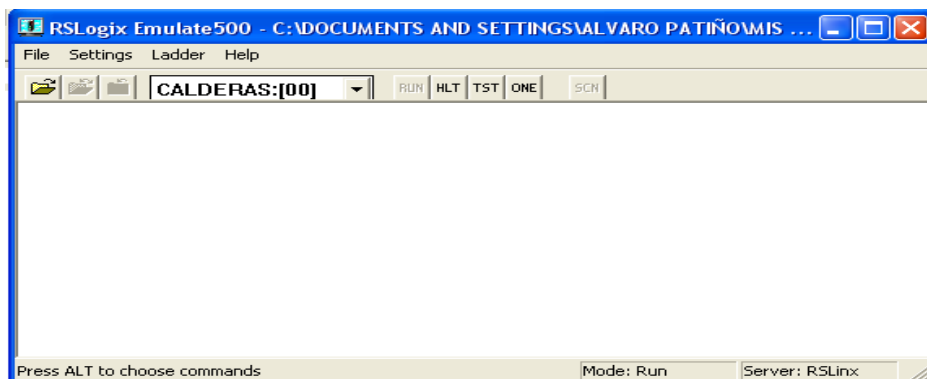 RSLogix Emulate500 - C:\DOCUMENTS AND SETTINGS\ALVARO PATIÑO\MIS ...
File Settings Ladder Help
CALDERAS:[00] RUN HLT TST ONE SCN
Press ALT to choose commands Mode: Run Server: RSLinx